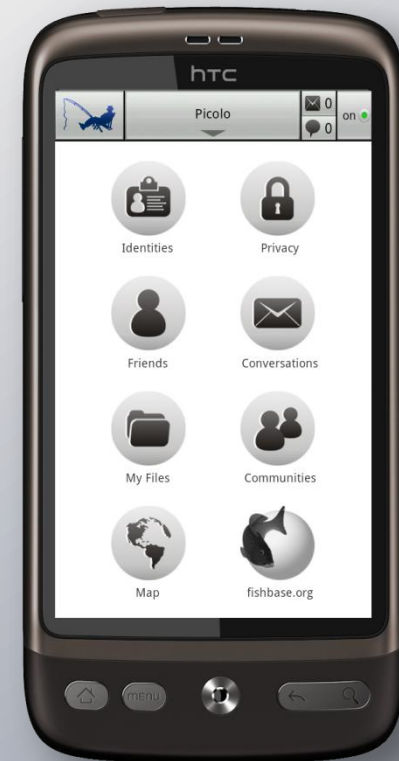 hTC
Picolo
0
on
0
Identities
Privacy
Friends
Conversations
My Files
Communities
Map
fishbase.org
menu